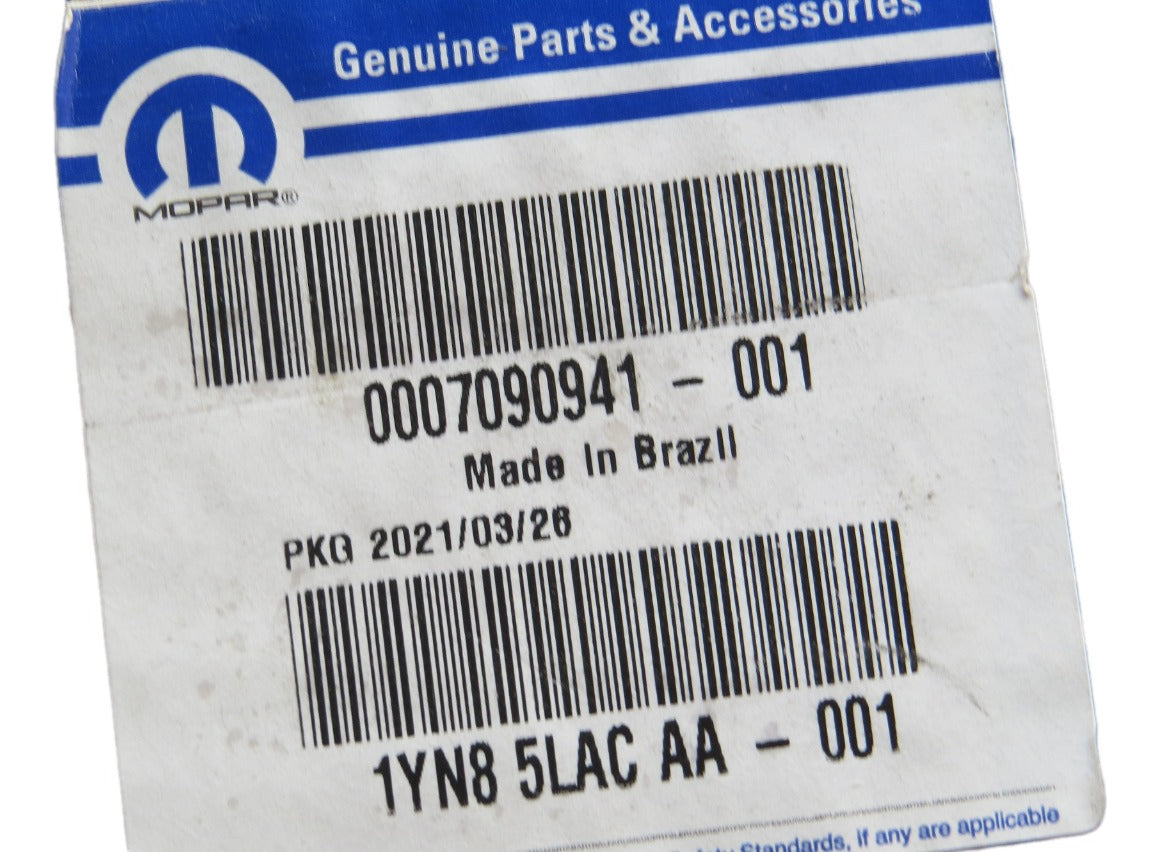 Genuine Parts & Accessories
MOPAR®
0007090941 - 001
Made In Brazil
PKG 2021/03/26
1YN8 5LAC AA - 001
Standards, if any are applicable